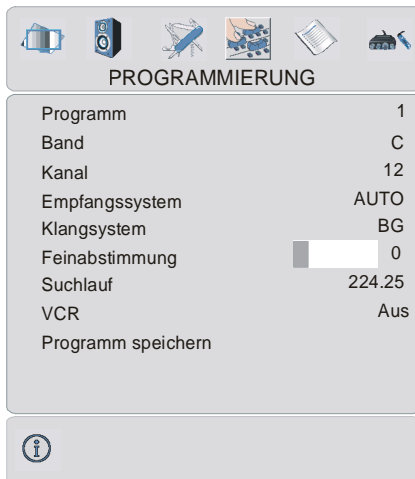 PROGRAMMIERUNG
Programm 1
Band C
Kanal 12
Empfangssystem AUTO
Klangsystem BG
Feinabstimmung 0
Suchlauf 224.25
VCR Aus
Programm speichern